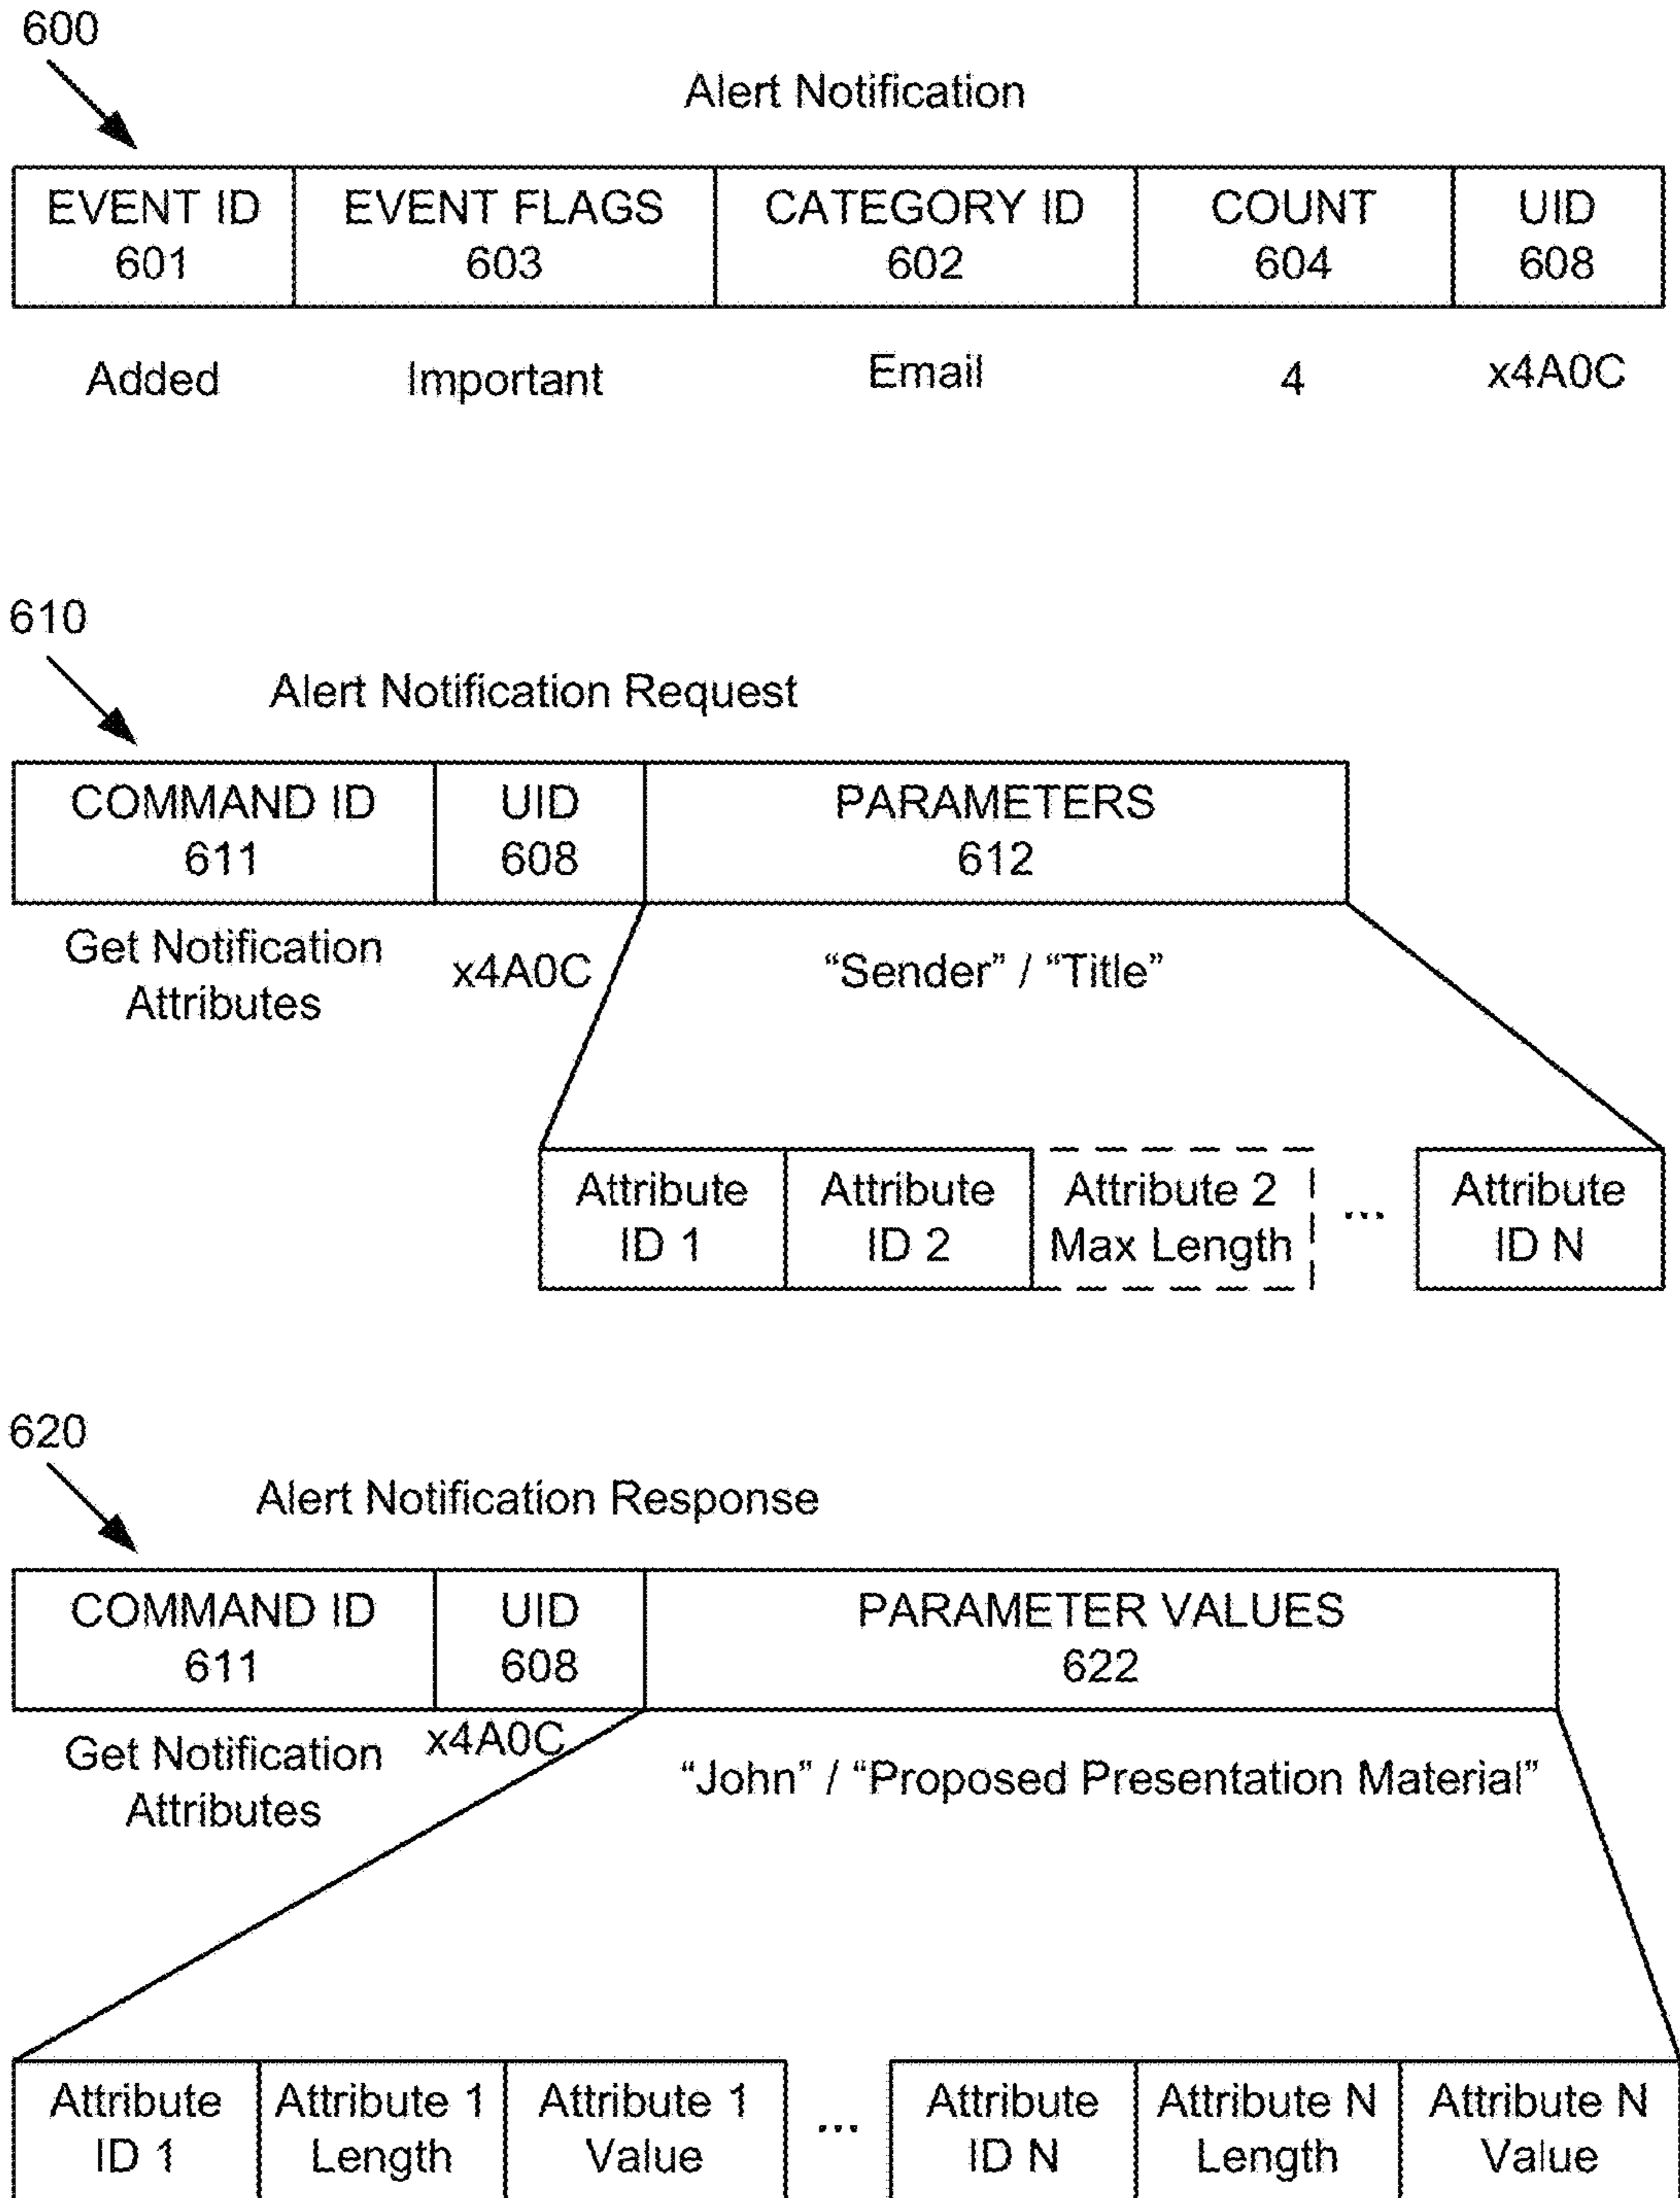 600
Alert Notification
EVENT ID EVENT FLAGS CATEGORY ID COUNT UID
601 603 602 604 608
Added Important Email 4 x4A0C
610
Alert Notification Request
COMMAND ID UID PARAMETERS
611 608 612
Get Notification
Attributes
x4A0C
“Sender” / “Title”
Attribute Attribute Attribute 2 ... Attribute
ID 1 ID 2 Max Length ID N
620
Alert Notification Response
COMMAND ID UID PARAMETER VALUES
611 608 622
Get Notification
Attributes
x4A0C
“John” / “Proposed Presentation Material”
Attribute Attribute 1 Attribute 1 ... Attribute Attribute N Attribute N
ID 1 Length Value ID N Length Value